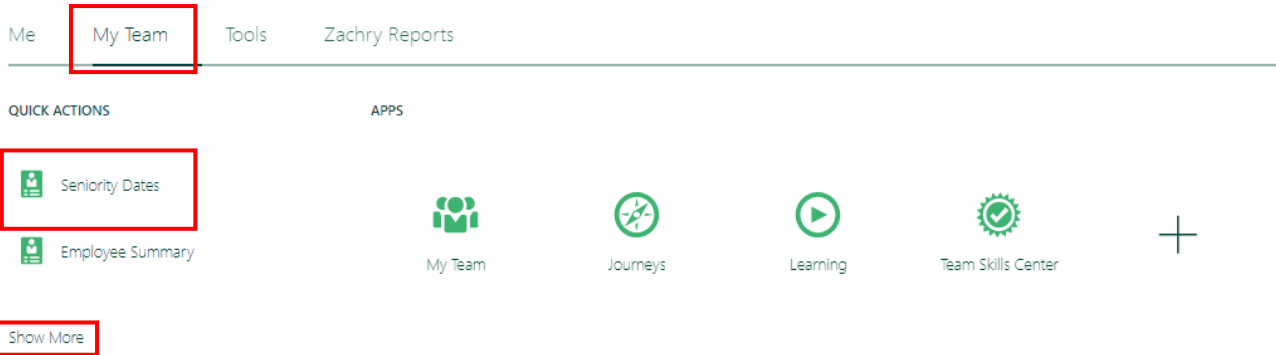 Me My Team Tools Zachry Reports
QUICK ACTIONS APPS
Seniority Dates
Employee Summary
My Team Journeys Learning Team Skills Center
Show More